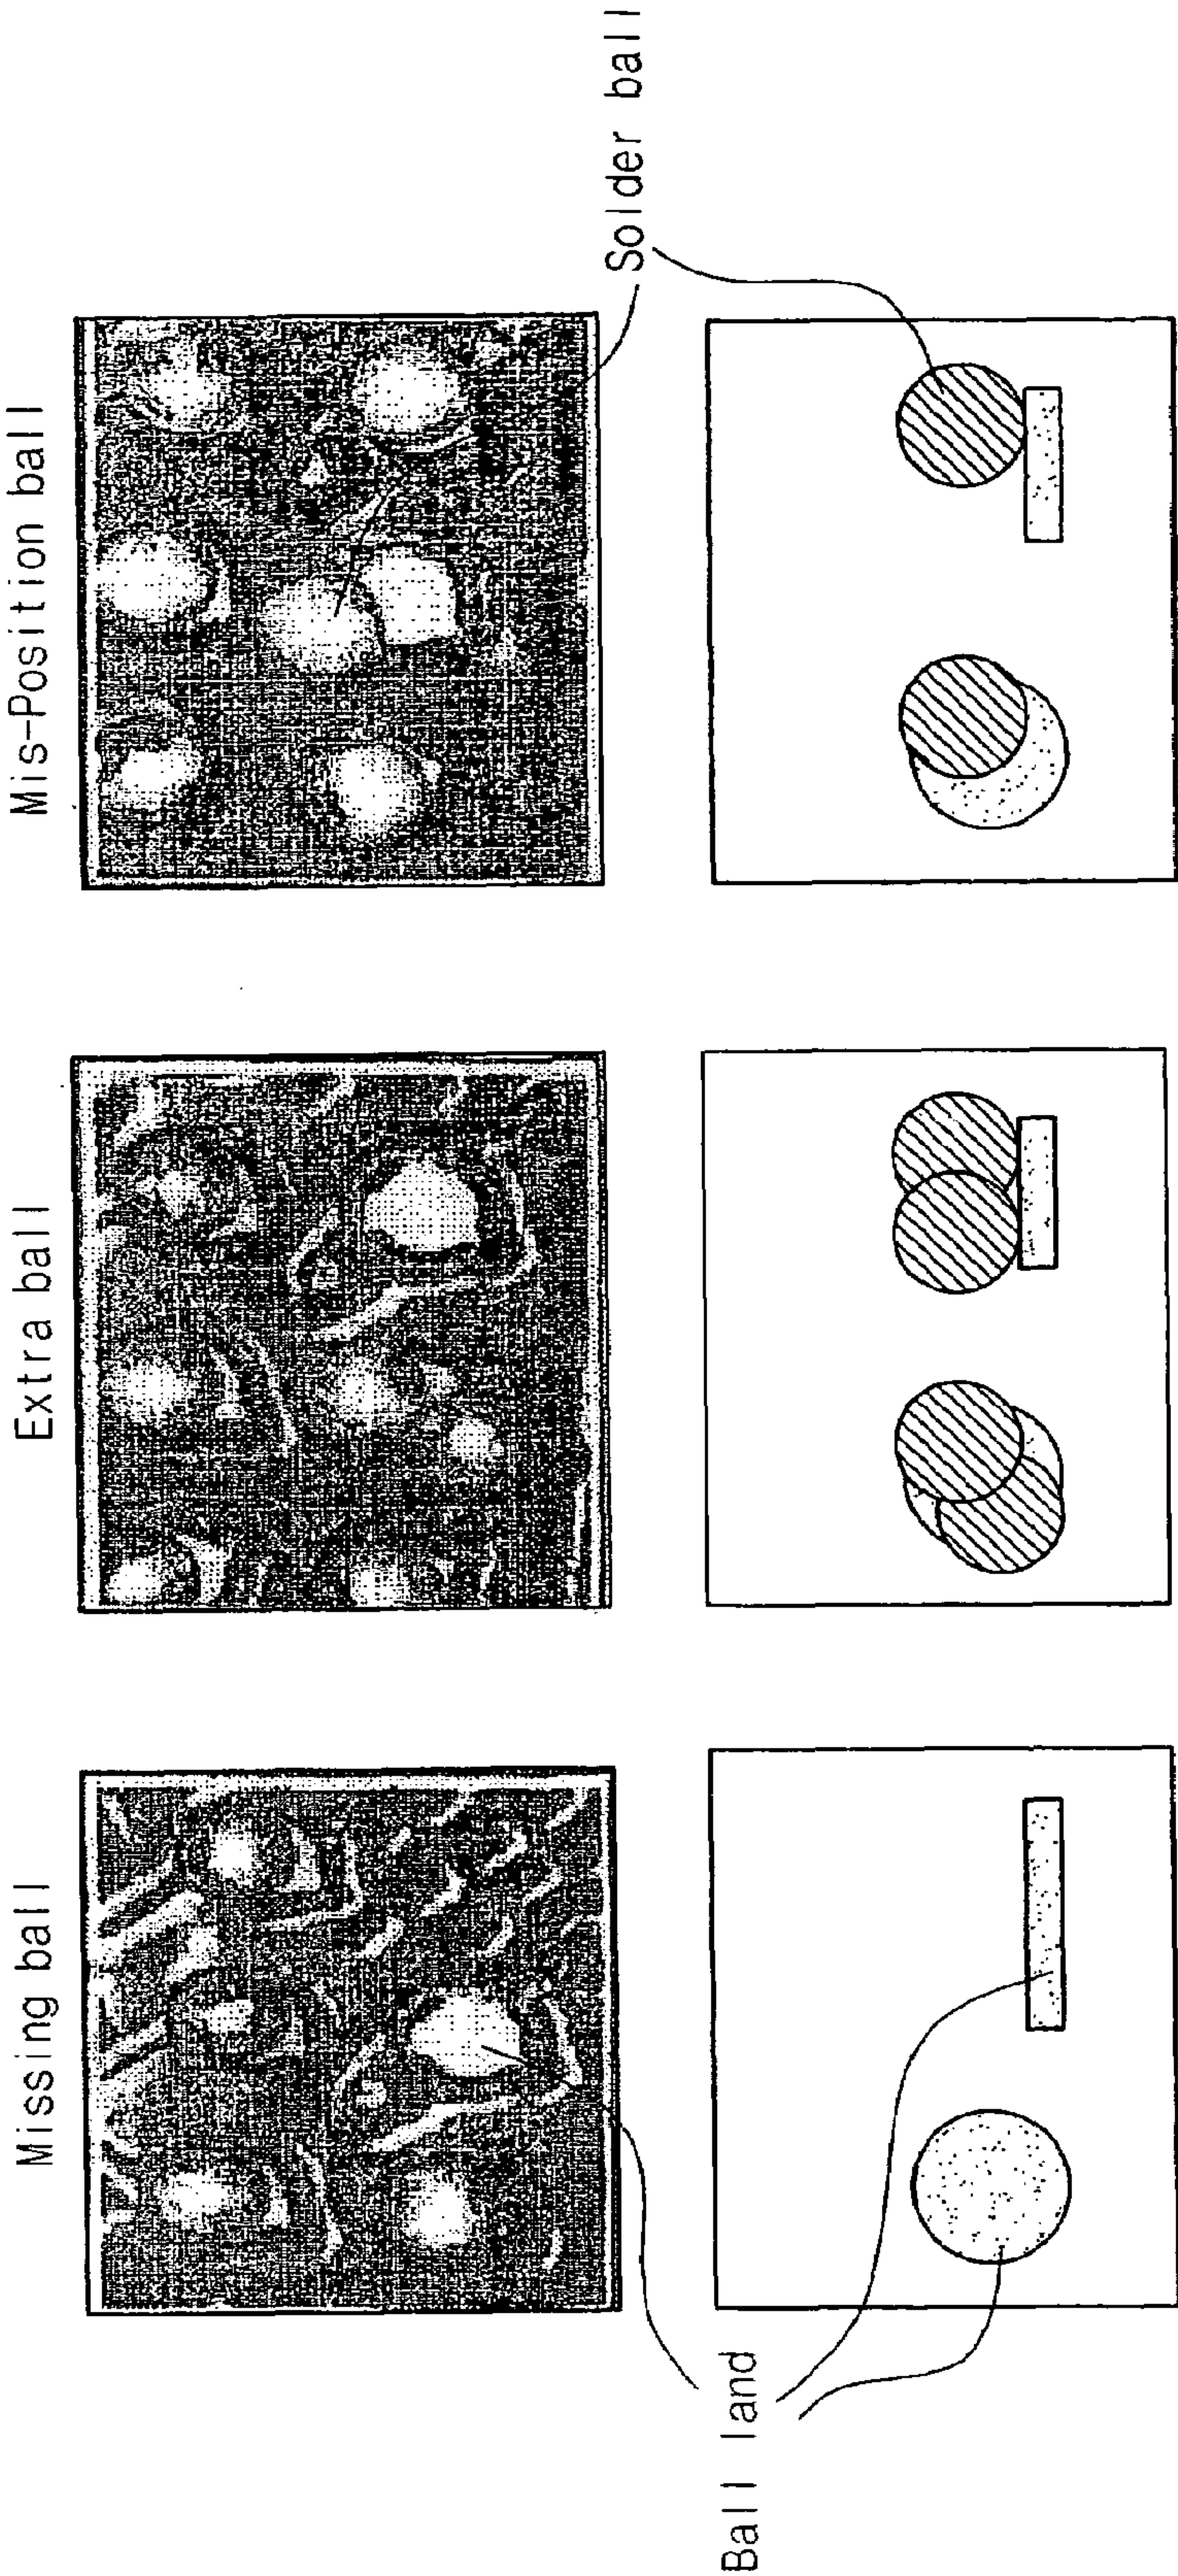 Missing ball
Extra ball
Mis-Position ball
Ball land
Solder ball